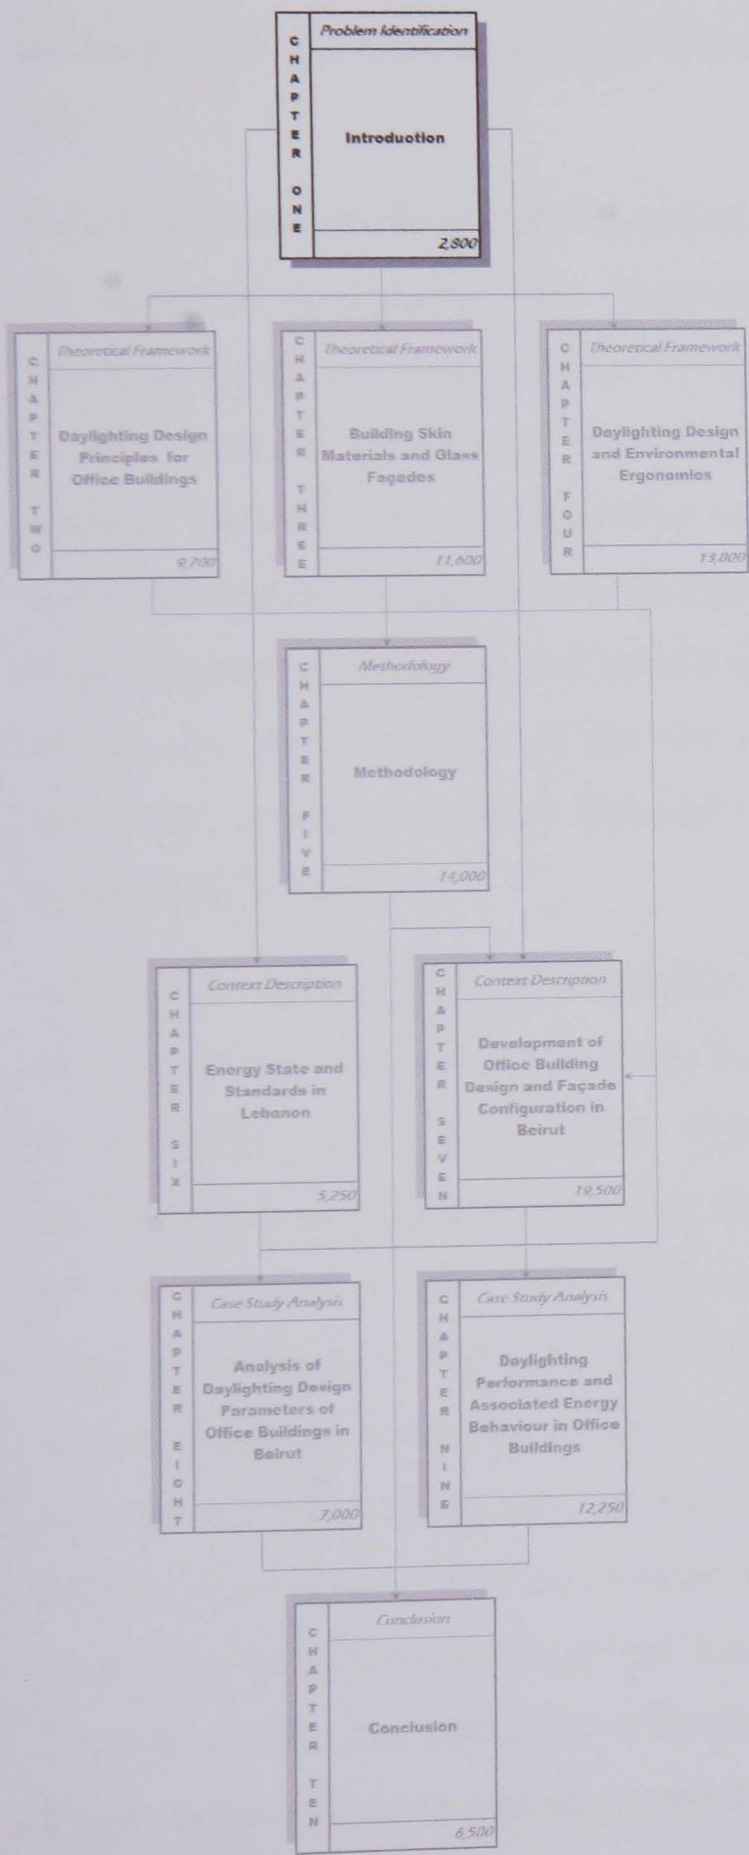 CHAPTER ONE
Problem Identification
Introduction
2,800
CHAPTER TWO
Theoretical Framework
Daylighting Design
Principles for
Office Buildings
9,700
CHAPTER THREE
Theoretical Framework
Building Skin
Materials and Glass
Façades
11,600
CHAPTER FOUR
Theoretical Framework
Daylighting Design
and Environmental
Ergonomics
13,800
CHAPTER FIVE
Methodology
Methodology
14,000
CHAPTER SIX
Context Description
Energy State and
Standards in
Lebanon
5,250
CHAPTER SEVEN
Context Description
Development of
Office Building
Design and Façade
Configuration in
Beirut
19,500
CHAPTER EIGHT
Case Study Analysis
Analysis of
Daylighting Design
Parameters of
Office Buildings in
Beirut
7,000
CHAPTER NINE
Case Study Analysis
Daylighting
Performance and
Associated Energy
Behaviour in Office
Buildings
12,250
CHAPTER TEN
Conclusion
Conclusion
6,500